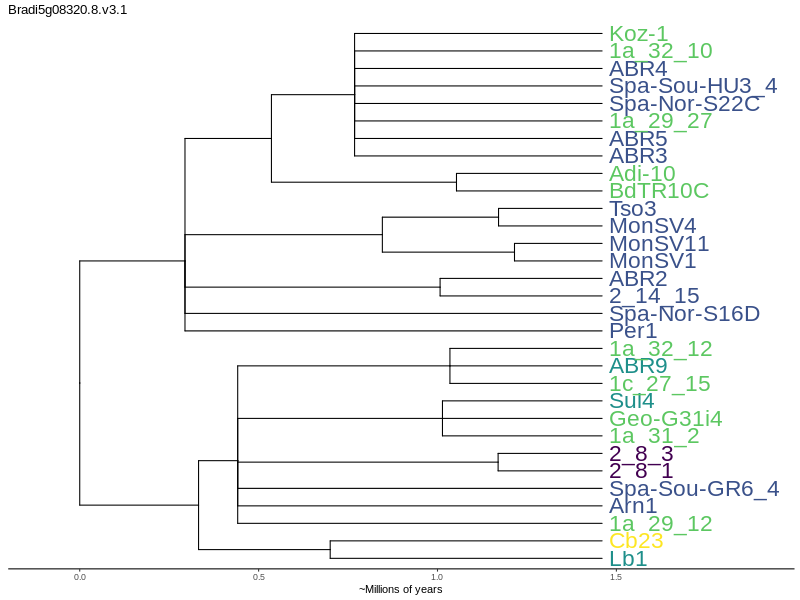 Bradi5g08320.8.v3.1
Koz-1
1a_32_10
ABR4
Spa-Sou-HU3_4
Spa-Nor-S22C
1a_29_27
ABR5
ABR3
Adi-10
BdTR10C
Tso3
MonSV4
MonSV11
MonSV1
ABR2
2_14_15
Spa-Nor-S16D
Per1
1a_32_12
ABR9
1c_27_15
Sul4
Geo-G31i4
1a_31_2
2_8_3
2_8_1
Spa-Sou-GR6_4
Arn1
1a_29_12
Cb23
Lb1
0.0 0.5 1.0 1.5
~Millions of years